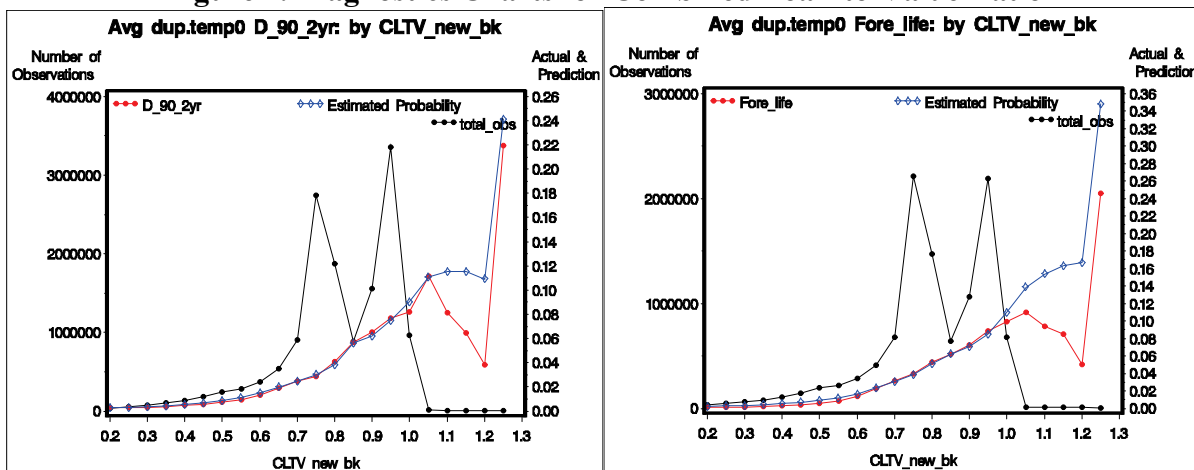 Avg dup.temp0 D_90_2yr: by CLTV_new_bk
Number of Observations
Actual & Prediction
D_90_2yr
Estimated Probability
total_obs
4000000
3000000
2000000
1000000
0
0.26
0.24
0.22
0.20
0.18
0.16
0.14
0.12
0.10
0.08
0.06
0.04
0.02
0.00
0.2 0.3 0.4 0.5 0.6 0.7 0.8 0.9 1.0 1.1 1.2 1.3
CLTV_new_bk
Avg dup.temp0 Fore_life: by CLTV_new_bk
Number of Observations
Actual & Prediction
Fore_life
Estimated Probability
total_obs
3000000
2000000
1000000
0
0.36
0.34
0.32
0.30
0.28
0.26
0.24
0.22
0.20
0.18
0.16
0.14
0.12
0.10
0.08
0.06
0.04
0.02
0.00
0.2 0.3 0.4 0.5 0.6 0.7 0.8 0.9 1.0 1.1 1.2 1.3
CLTV_new_bk